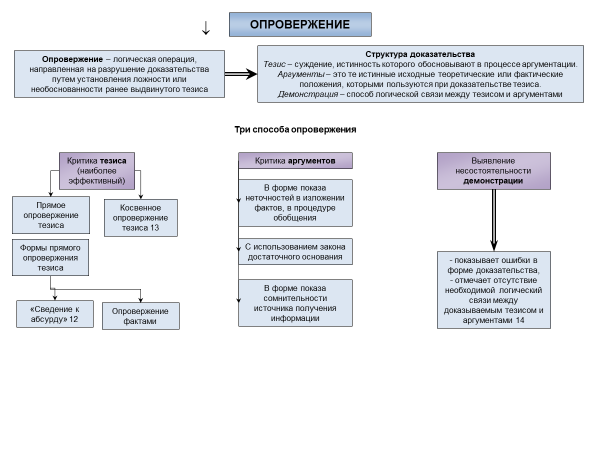 ОПРОВЕРЖЕНИЕ
Опровержение – логическая операция,
направленная на разрушение доказательства
путем установления ложности или
необоснованности ранее выдвинутого тезиса
Структура доказательства
Тезис – суждение, истинность которого обосновывают в процессе аргументации.
Аргументы – это те истинные исходные теоретические или фактические
положения, которыми пользуются при доказательстве тезиса.
Демонстрация – способ логической связи между тезисом и аргументами
Три способа опровержения
Критика тезиса
(наиболее
эффективный)
Прямое
опровержение
тезиса
Косвенное
опровержение
тезиса 13
Формы прямого
опровержения
тезиса
«Сведение к
абсурду» 12
Опровержение
фактами
Критика аргументов
В форме показа
неточностей в изложении
фактов, в процедуре
обобщения
С использованием закона
достаточного основания
В форме показа
сомнительности
источника получения
информации
Выявление
несостоятельности
демонстрации
- показывает ошибки в
форме доказательства,
- отмечает отсутствие
необходимой логический
связи между
доказываемым тезисом и
аргументами 14